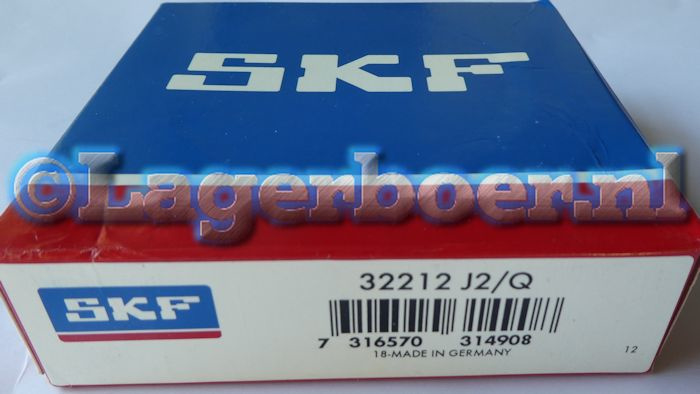 SKF
©Lagerboer.nl
SKF
32212 J2/Q
7 316570 314908
18-MADE IN GERMANY
12